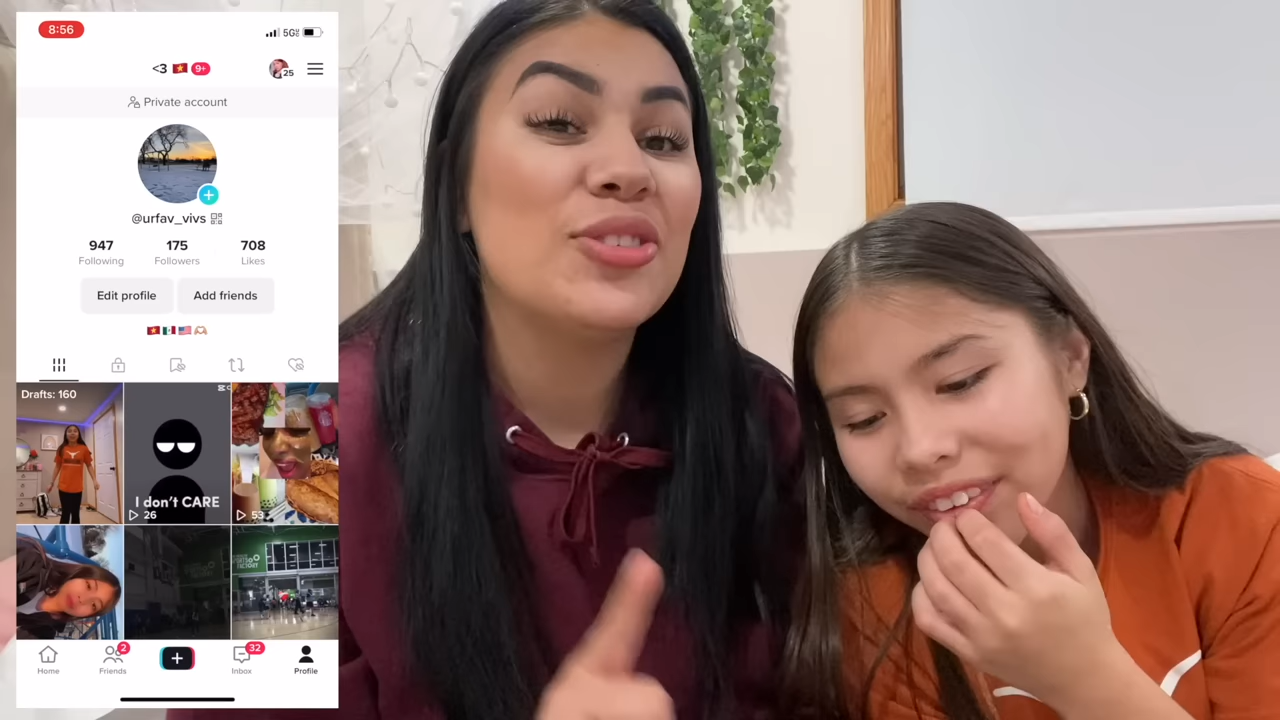 8:56
5G
<3 🇻🇳 9+
25
Private account
@urfav_vivs
947 175 708
Following Followers Likes
Edit profile Add friends
🇻🇳 🇲🇽 🇺🇸 🫶🏼
Drafts: 160
I don't CARE
26
53
2
32
Home Friends Inbox Profile